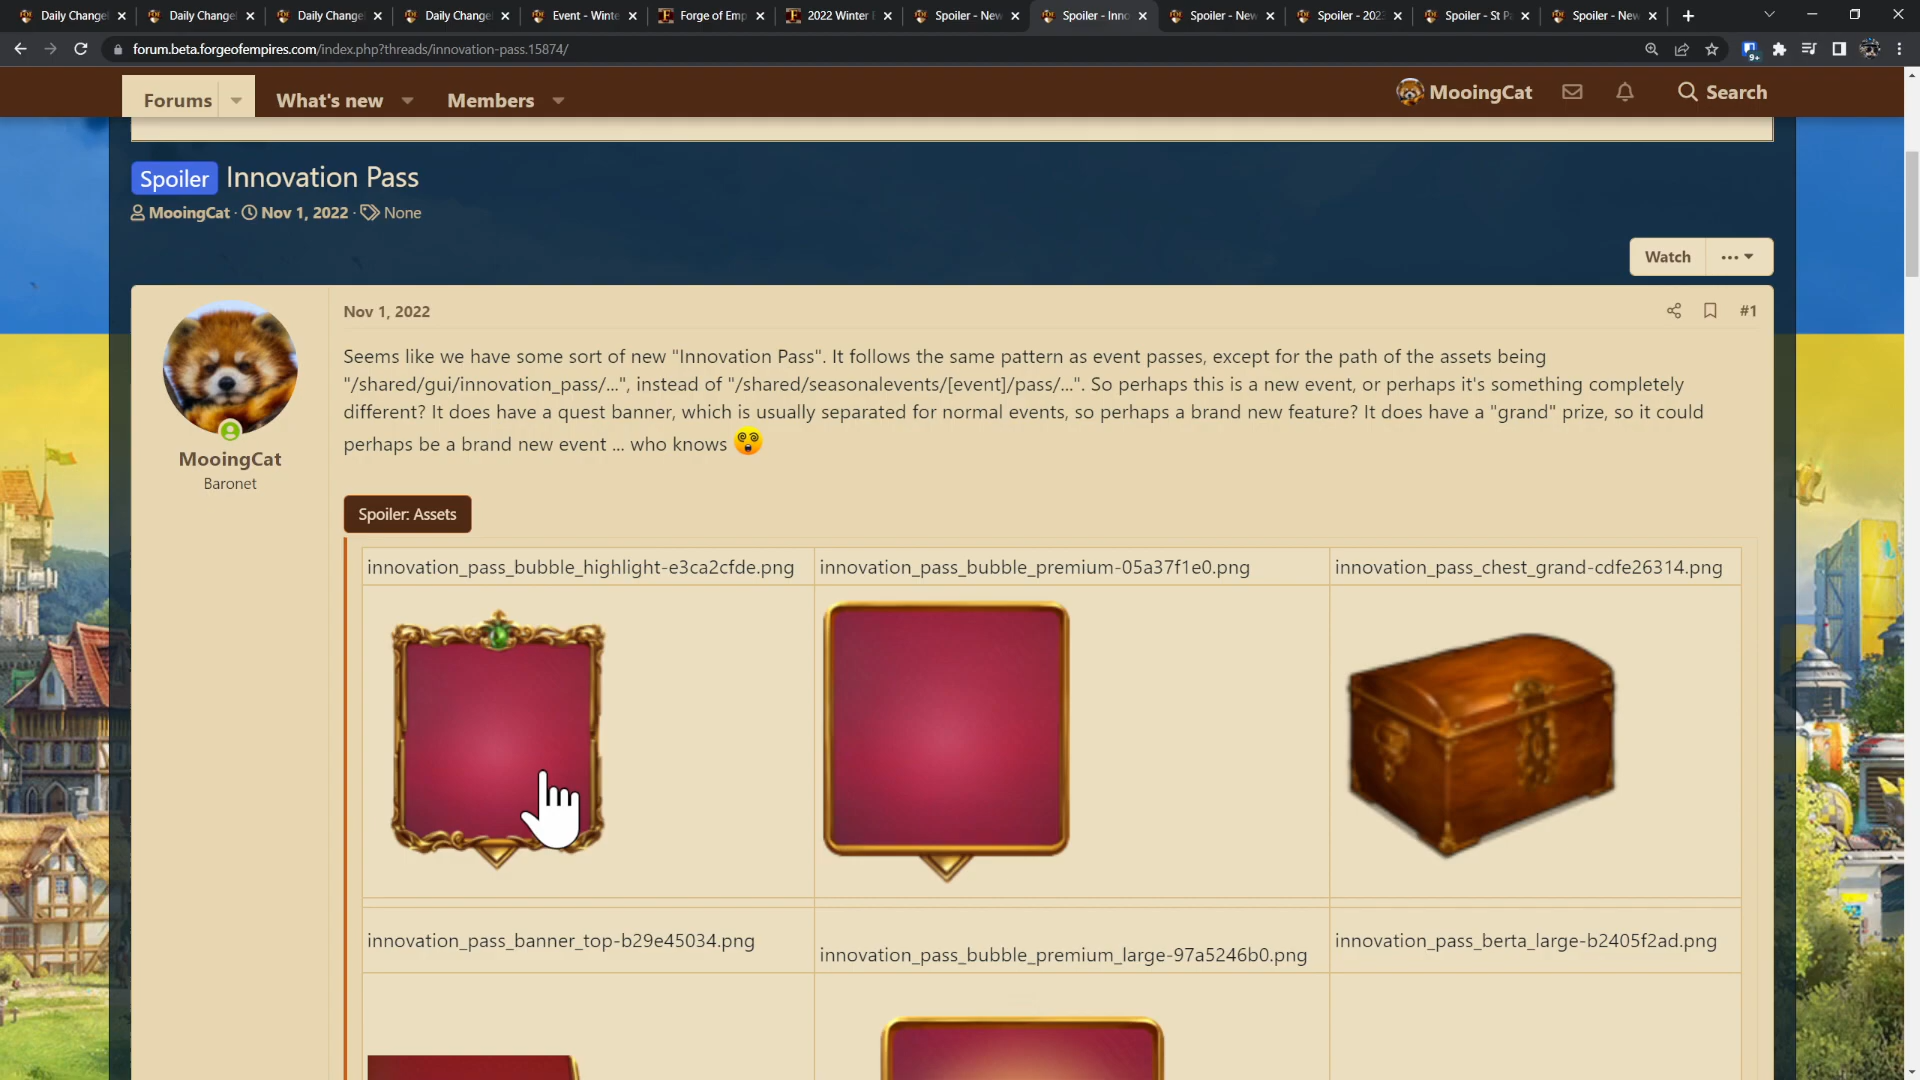 Daily Change
Daily Change
Daily Change
Daily Change
Event - Winte
Forge of Emp
2022 Winter E
Spoiler - New
Spoiler - Inno
Spoiler - New
Spoiler - 202
Spoiler - St Pa
Spoiler - New
forum.beta.forgeofempires.com/index.php?threads/innovation-pass.15874/
9+
Forums
What's new
Members
MooingCat
Search
Spoiler Innovation Pass
MooingCat · Nov 1, 2022 · None
Watch
MooingCat
Baronet
Nov 1, 2022
#1
Seems like we have some sort of new "Innovation Pass". It follows the same pattern as event passes, except for the path of the assets being
"/shared/gui/innovation_pass/...", instead of "/shared/seasonalevents/[event]/pass/...". So perhaps this is a new event, or perhaps it's something completely
different? It does have a quest banner, which is usually separated for normal events, so perhaps a brand new feature? It does have a "grand" prize, so it could
perhaps be a brand new event ... who knows
Spoiler: Assets
innovation_pass_bubble_highlight-e3ca2cfde.png
innovation_pass_bubble_premium-05a37f1e0.png
innovation_pass_chest_grand-cdfe26314.png
innovation_pass_banner_top-b29e45034.png
innovation_pass_bubble_premium_large-97a5246b0.png
innovation_pass_berta_large-b2405f2ad.png